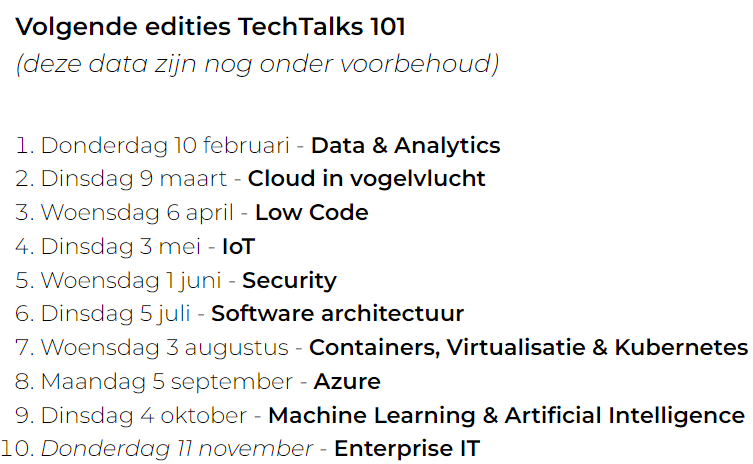 Volgende edities TechTalks 101
(deze data zijn nog onder voorbehoud)
1. Donderdag 10 februari - Data & Analytics
2. Dinsdag 9 maart - Cloud in vogelvlucht
3. Woensdag 6 april - Low Code
4. Dinsdag 3 mei - IoT
5. Woensdag 1 juni - Security
6. Dinsdag 5 juli - Software architectuur
7. Woensdag 3 augustus - Containers, Virtualisatie & Kubernetes
8. Maandag 5 september - Azure
9. Dinsdag 4 oktober - Machine Learning & Artificial Intelligence
10. Donderdag 11 november - Enterprise IT